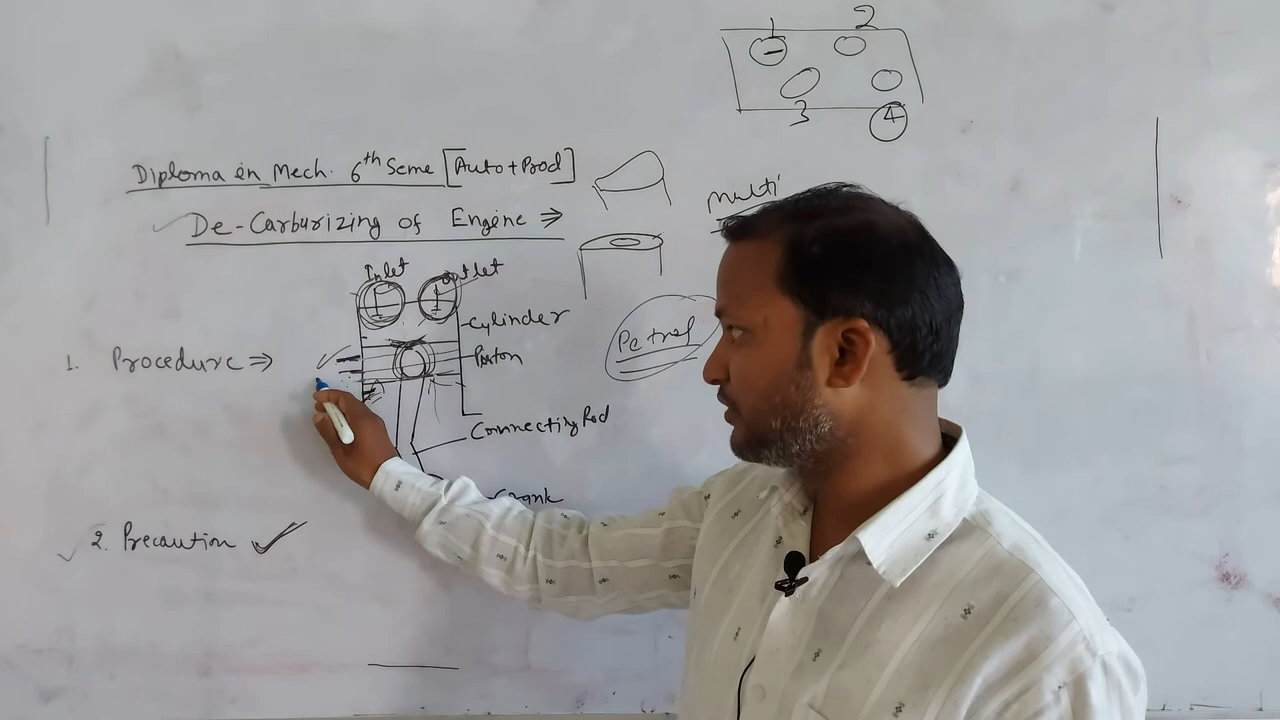 1 2
3 4
Diploma in Mech. 6th Seme [Auto+Prod]
multi
De-Carburizing of Engine ⇒
Inlet outlet
Cylinder
Petrol
1. Procedure ⇒
Piston
Connecting Rod
Crank
2. Precaution ✓